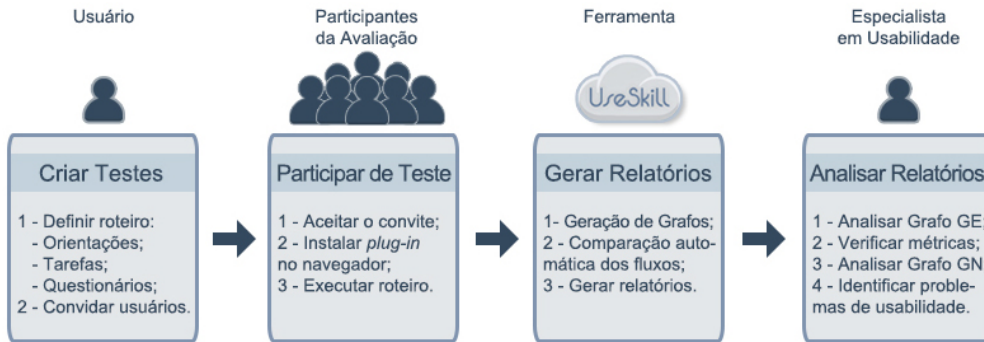 Usuário
Participantes
da Avaliação
Ferramenta
Especialista
em Usabilidade
UseSkill
Criar Testes
1 - Definir roteiro:
- Orientações;
- Tarefas;
- Questionários;
2 - Convidar usuários.
Participar de Teste
1 - Aceitar o convite;
2 - Instalar plug-in
no navegador;
3 - Executar roteiro.
Gerar Relatórios
1- Geração de Grafos;
2 - Comparação auto-
mática dos fluxos;
3 - Gerar relatórios.
Analisar Relatórios
1 - Analisar Grafo GE;
2 - Verificar métricas;
3 - Analisar Grafo GN
4 - Identificar proble-
mas de usabilidade.